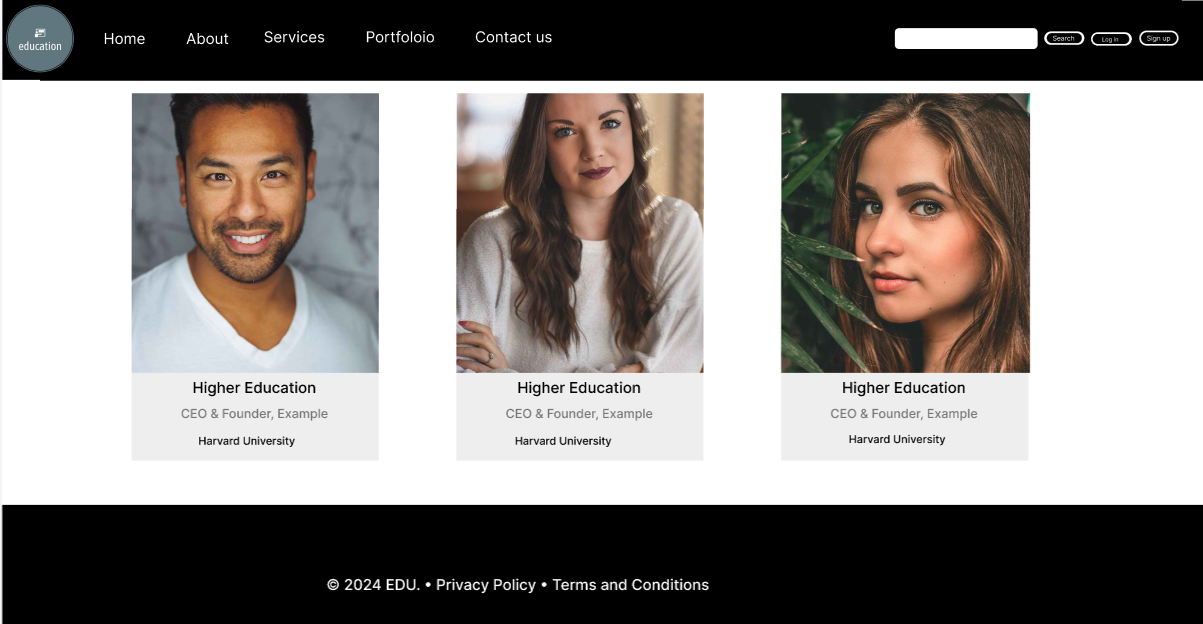 education
Home About Services Portfoloio Contact us Search Log in Sign up
Higher Education Higher Education Higher Education
CEO & Founder, Example CEO & Founder, Example CEO & Founder, Example
Harvard University Harvard University Harvard University
© 2024 EDU. • Privacy Policy • Terms and Conditions